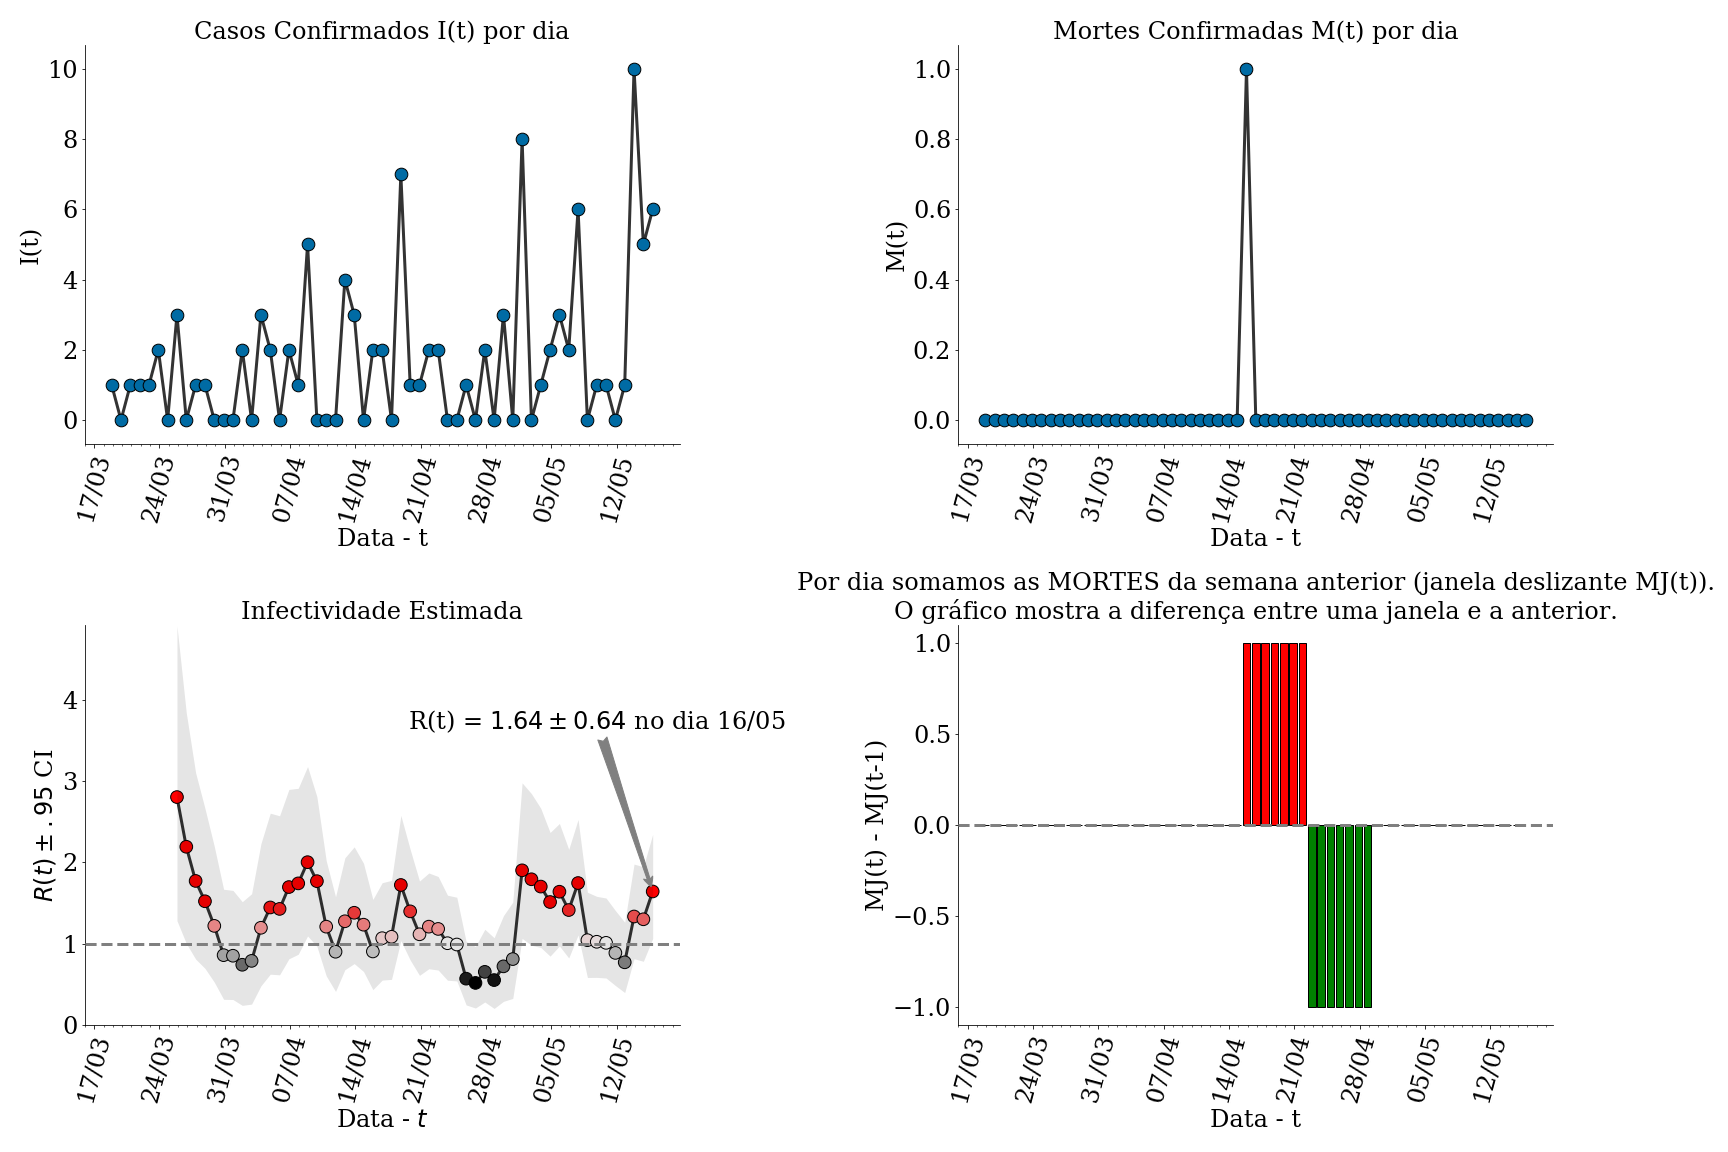 Casos Confirmados I(t) por dia
I(t)
10
8
6
4
2
0
17/03 24/03 31/03 07/04 14/04 21/04 28/04 05/05 12/05
Data - t
Mortes Confirmadas M(t) por dia
M(t)
1.0
0.8
0.6
0.4
0.2
0.0
17/03 24/03 31/03 07/04 14/04 21/04 28/04 05/05 12/05
Data - t
Infectividade Estimada
R(t) ± .95 CI
4
3
2
1
0
R(t) = 1.64 ± 0.64 no dia 16/05
17/03 24/03 31/03 07/04 14/04 21/04 28/04 05/05 12/05
Data - t
Por dia somamos as MORTES da semana anterior (janela deslizante MJ(t)).
O gráfico mostra a diferença entre uma janela e a anterior.
MJ(t) - MJ(t-1)
1.0
0.5
0.0
−0.5
−1.0
17/03 24/03 31/03 07/04 14/04 21/04 28/04 05/05 12/05
Data - t